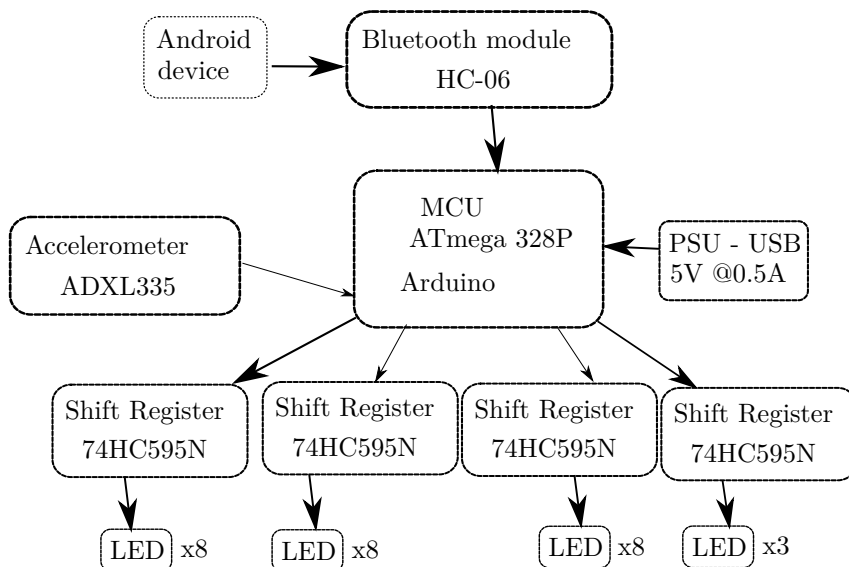 Android
device
Bluetooth module
HC-06
MCU
ATmega 328P
Arduino
Accelerometer
ADXL335
PSU - USB
5V @0.5A
Shift Register
74HC595N
Shift Register
74HC595N
Shift Register
74HC595N
Shift Register
74HC595N
LED x8
LED x8
LED x8
LED x3